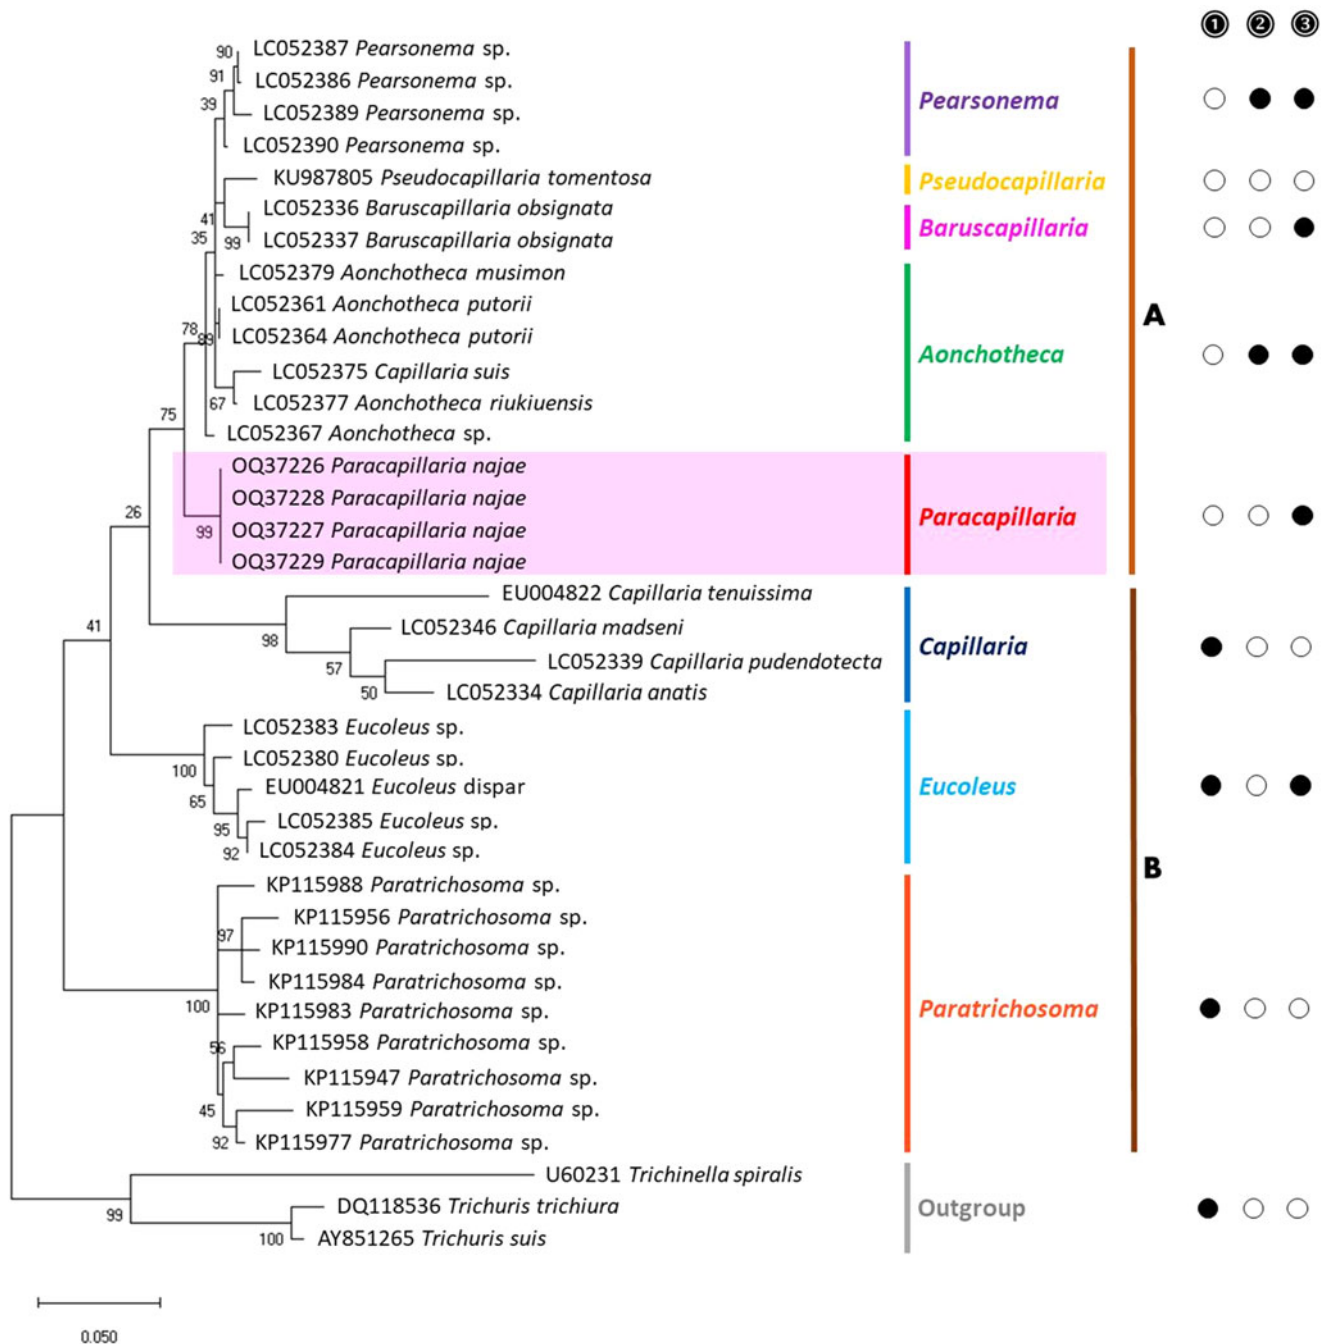 ❶ ❷ ❸
90
LC052387 Pearsonema sp.
91
LC052386 Pearsonema sp.
39
LC052389 Pearsonema sp.
Pearsonema
LC052390 Pearsonema sp.
KU987805 Pseudocapillaria tomentosa
Pseudocapillaria
41
LC052336 Baruscapillaria obsignata
Baruscapillaria
35
99
LC052337 Baruscapillaria obsignata
LC052379 Aonchotheca musimon
LC052361 Aonchotheca putorii
A
78
89
LC052364 Aonchotheca putorii
Aonchotheca
LC052375 Capillaria suis
67
LC052377 Aonchotheca riukiuensis
75
LC052367 Aonchotheca sp.
OQ37226 Paracapillaria najae
OQ37228 Paracapillaria najae
26
Paracapillaria
99
OQ37227 Paracapillaria najae
OQ37229 Paracapillaria najae
EU004822 Capillaria tenuissima
41
98
LC052346 Capillaria madseni
Capillaria
57
LC052339 Capillaria pudendotecta
50
LC052334 Capillaria anatis
LC052383 Eucoleus sp.
100
LC052380 Eucoleus sp.
65
EU004821 Eucoleus dispar
Eucoleus
95
LC052385 Eucoleus sp.
92
LC052384 Eucoleus sp.
B
KP115988 Paratrichosoma sp.
KP115956 Paratrichosoma sp.
97
KP115990 Paratrichosoma sp.
KP115984 Paratrichosoma sp.
100
KP115983 Paratrichosoma sp.
Paratrichosoma
56
KP115958 Paratrichosoma sp.
KP115947 Paratrichosoma sp.
45
KP115959 Paratrichosoma sp.
92
KP115977 Paratrichosoma sp.
U60231 Trichinella spiralis
99
DQ118536 Trichuris trichiura
Outgroup
100
AY851265 Trichuris suis
0.050